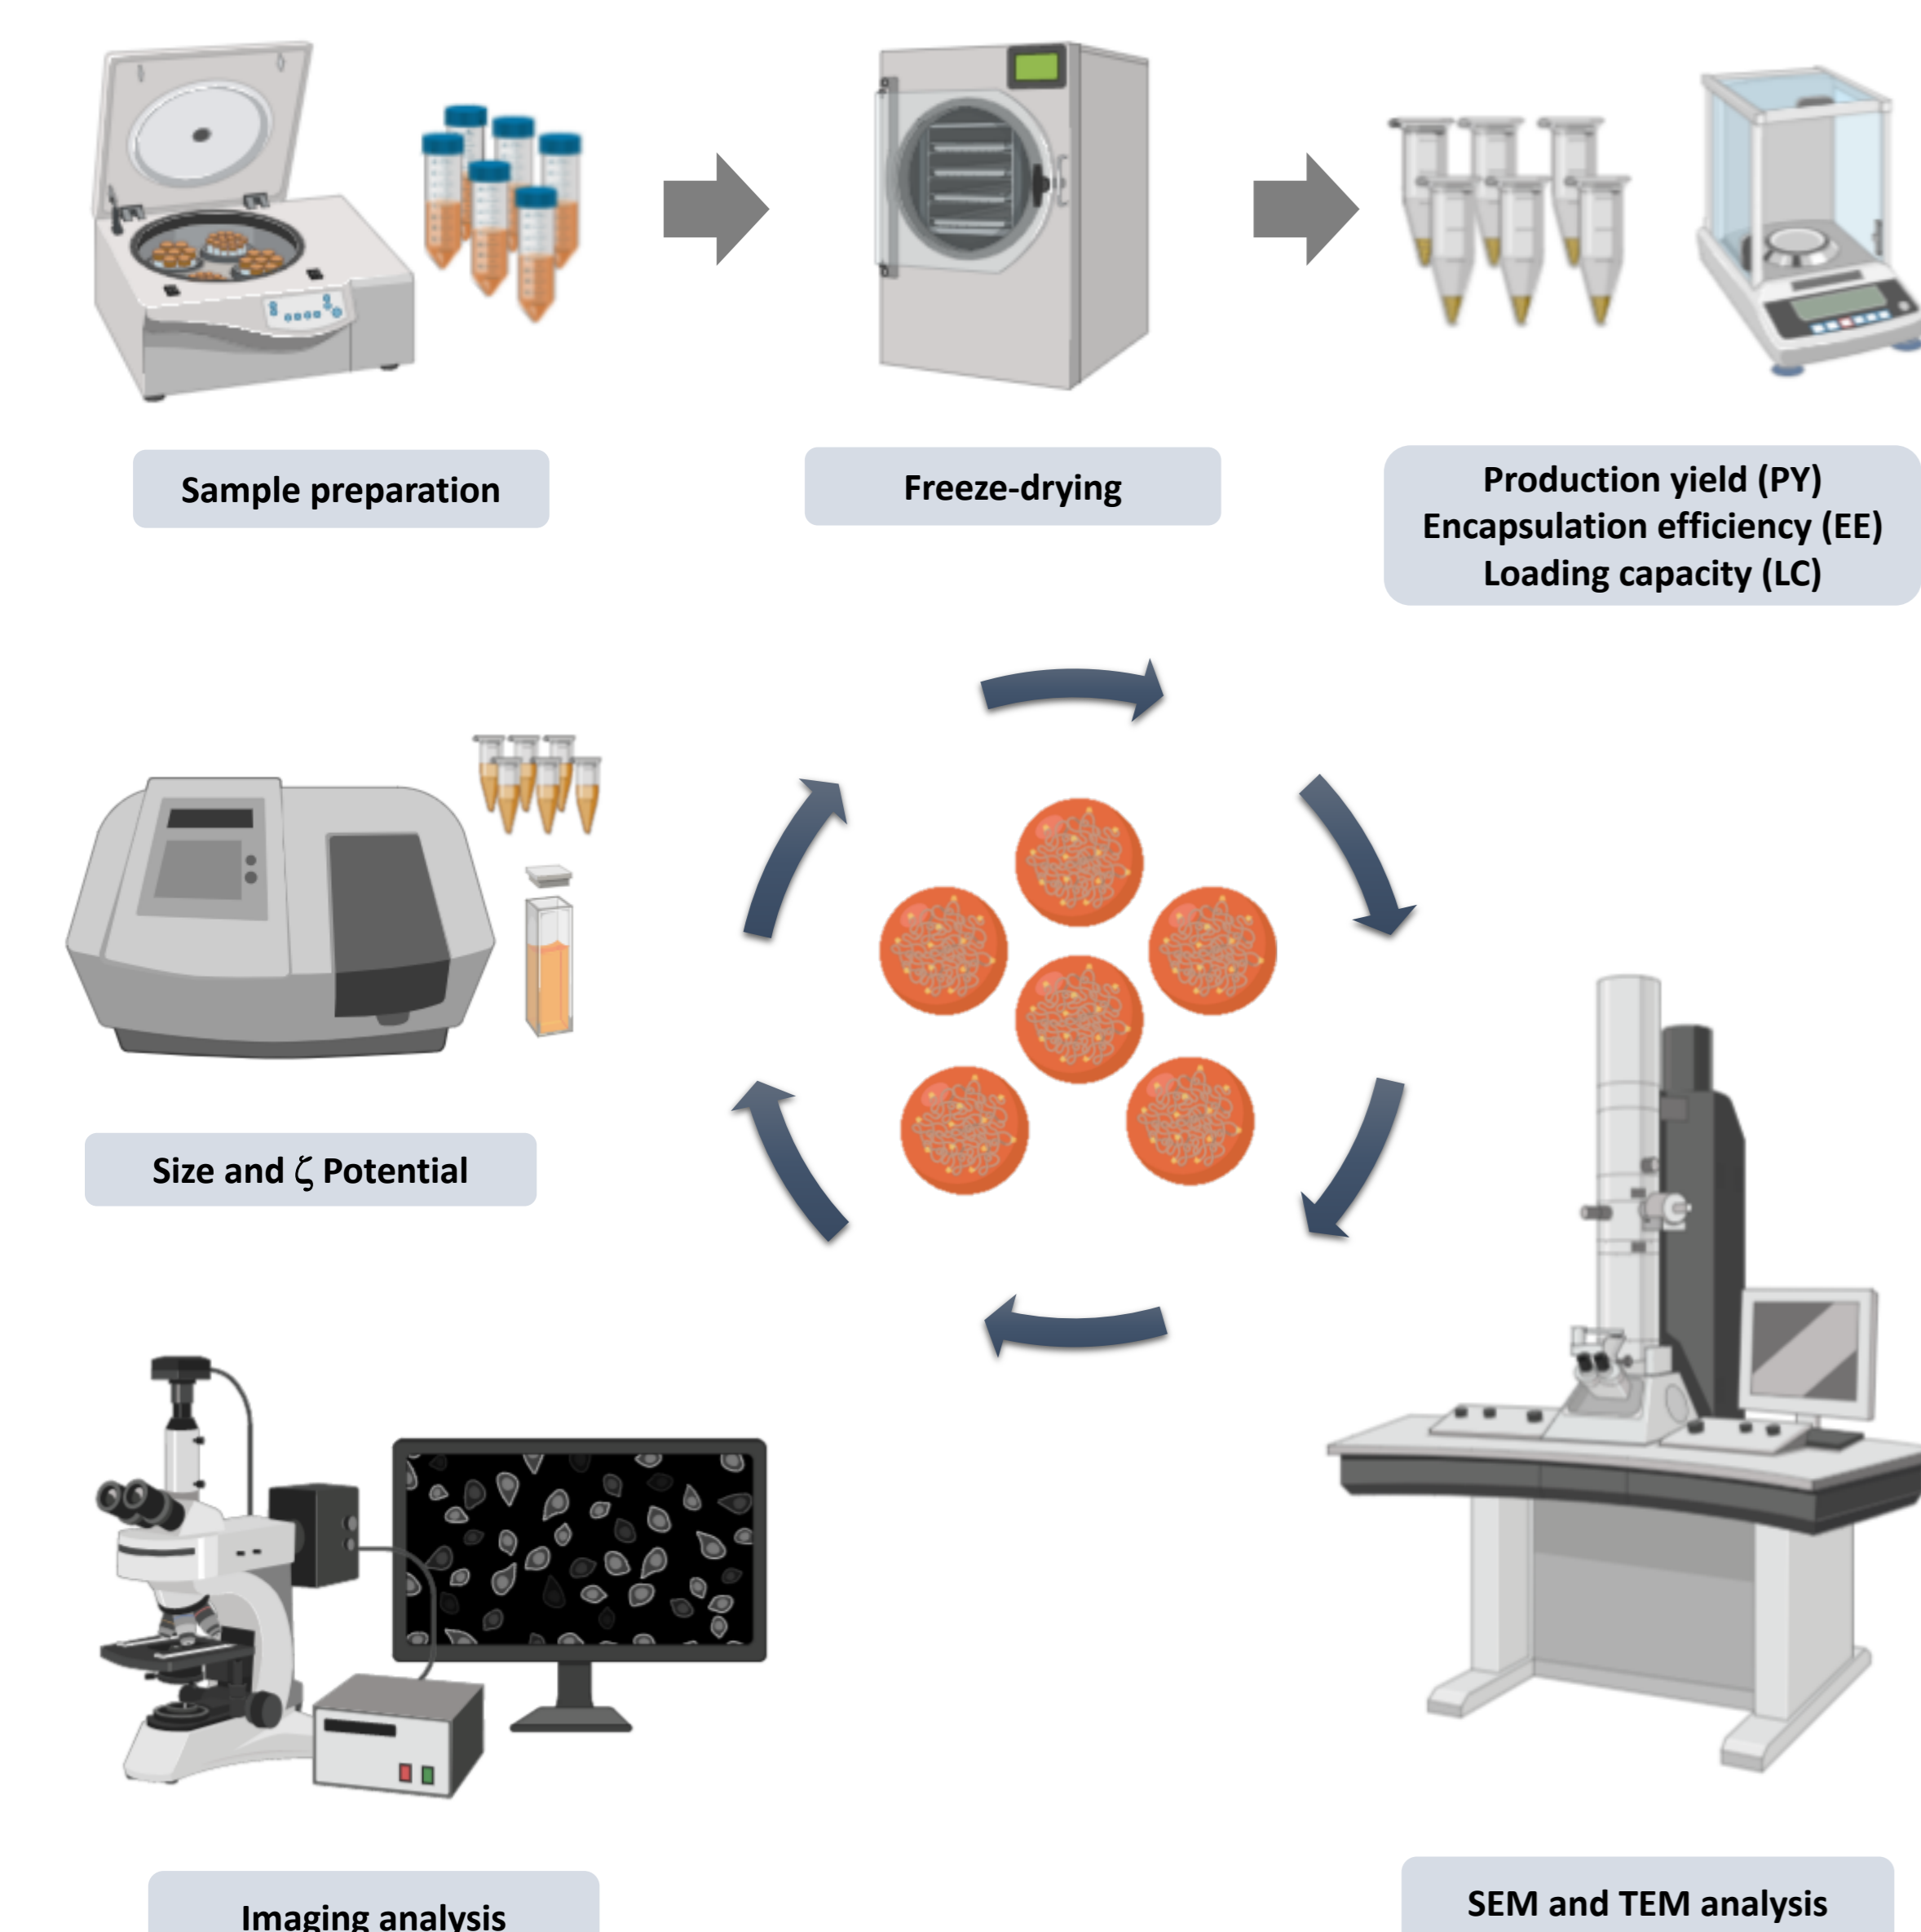 Sample preparation
Freeze-drying
Production yield (PY)
Encapsulation efficiency (EE)
Loading capacity (LC)
Size and ζ Potential
Imaging analysis
SEM and TEM analysis